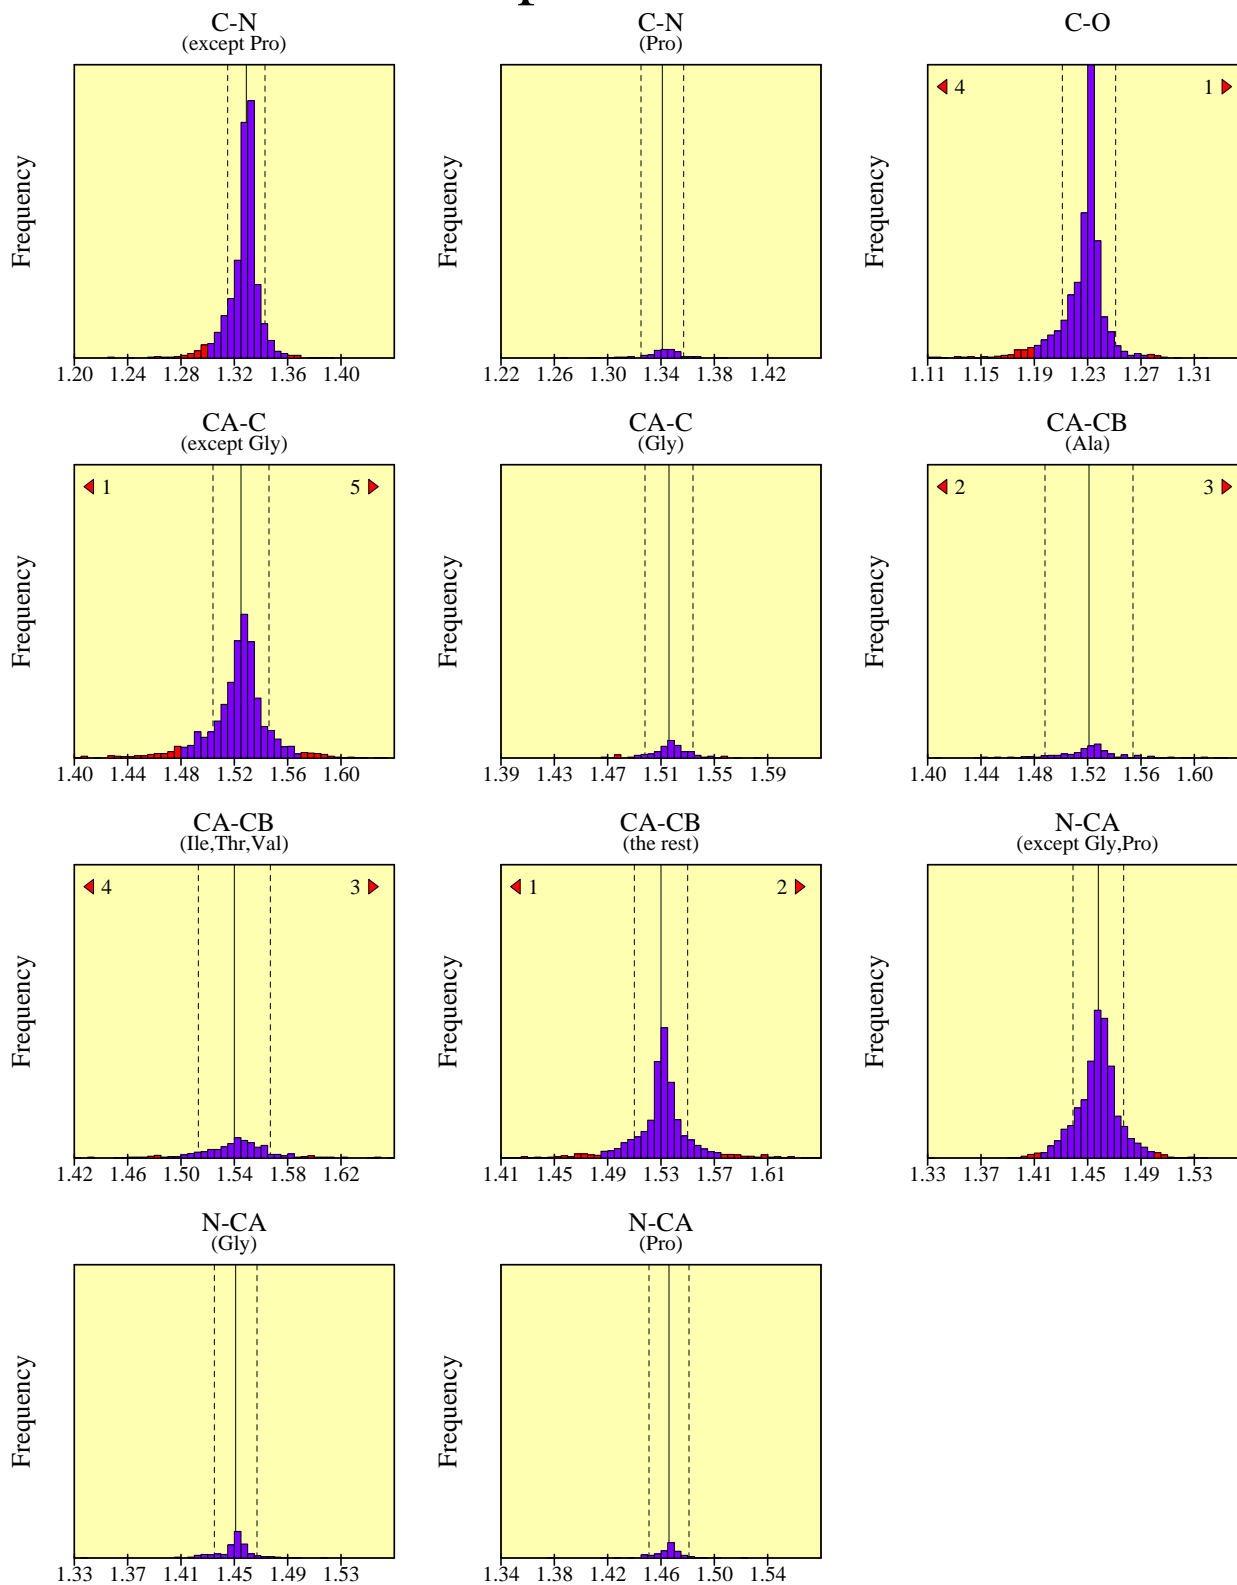 p
C-N
(except Pro)
C-N
(Pro)
C-O
Frequency
Frequency
Frequency
4
1
1.20 1.24 1.28 1.32 1.36 1.40
1.22 1.26 1.30 1.34 1.38 1.42
1.11 1.15 1.19 1.23 1.27 1.31
CA-C
(except Gly)
CA-C
(Gly)
CA-CB
(Ala)
Frequency
Frequency
Frequency
1
5
2
3
1.40 1.44 1.48 1.52 1.56 1.60
1.39 1.43 1.47 1.51 1.55 1.59
1.40 1.44 1.48 1.52 1.56 1.60
CA-CB
(Ile,Thr,Val)
CA-CB
(the rest)
N-CA
(except Gly,Pro)
Frequency
Frequency
Frequency
4
3
1
2
1.42 1.46 1.50 1.54 1.58 1.62
1.41 1.45 1.49 1.53 1.57 1.61
1.33 1.37 1.41 1.45 1.49 1.53
N-CA
(Gly)
N-CA
(Pro)
Frequency
Frequency
1.33 1.37 1.41 1.45 1.49 1.53
1.34 1.38 1.42 1.46 1.50 1.54